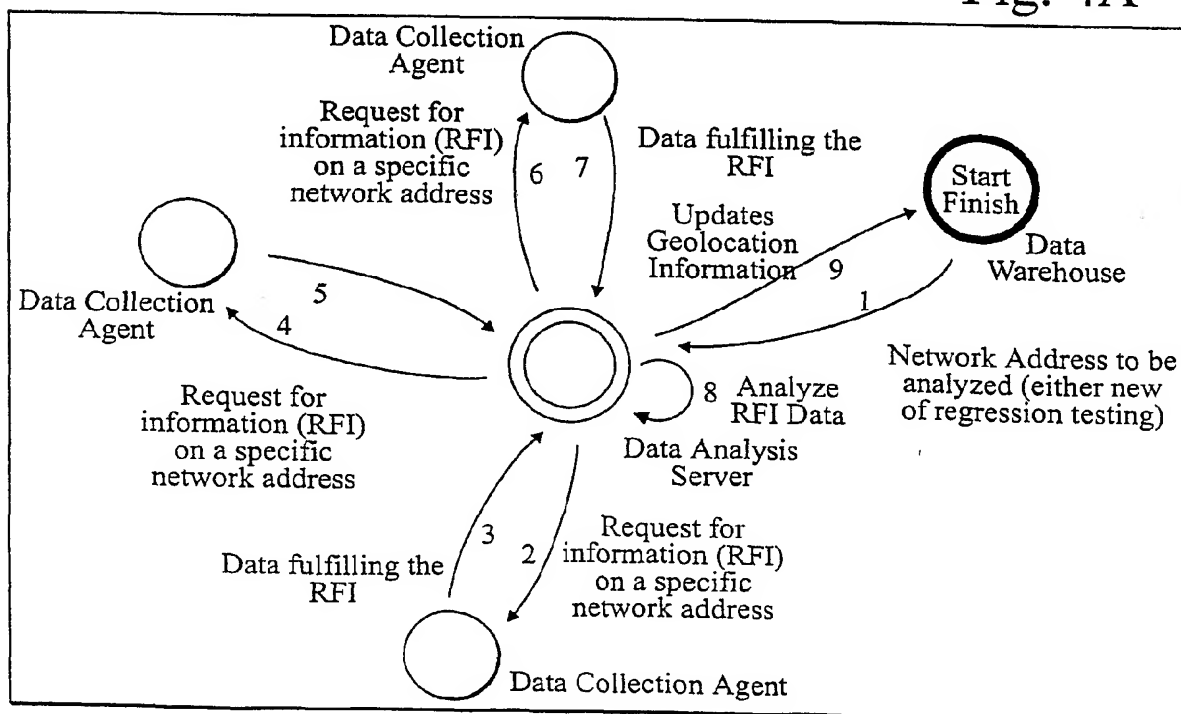 Fig. 4A
Data Collection
Agent
Request for
information (RFI)
on a specific
network address
6
7
Data fulfilling the
RFI
Start
Finish
Data
Warehouse
Updates
Geolocation
Information
9
1
Data Collection
Agent
5
4
Network Address to be
analyzed (either new
of regression testing)
8
Analyze
RFI Data
Data Analysis
Server
Request for
information (RFI)
on a specific
network address
3
2
Data fulfilling the
RFI
Request for
information (RFI)
on a specific
network address
Data Collection Agent